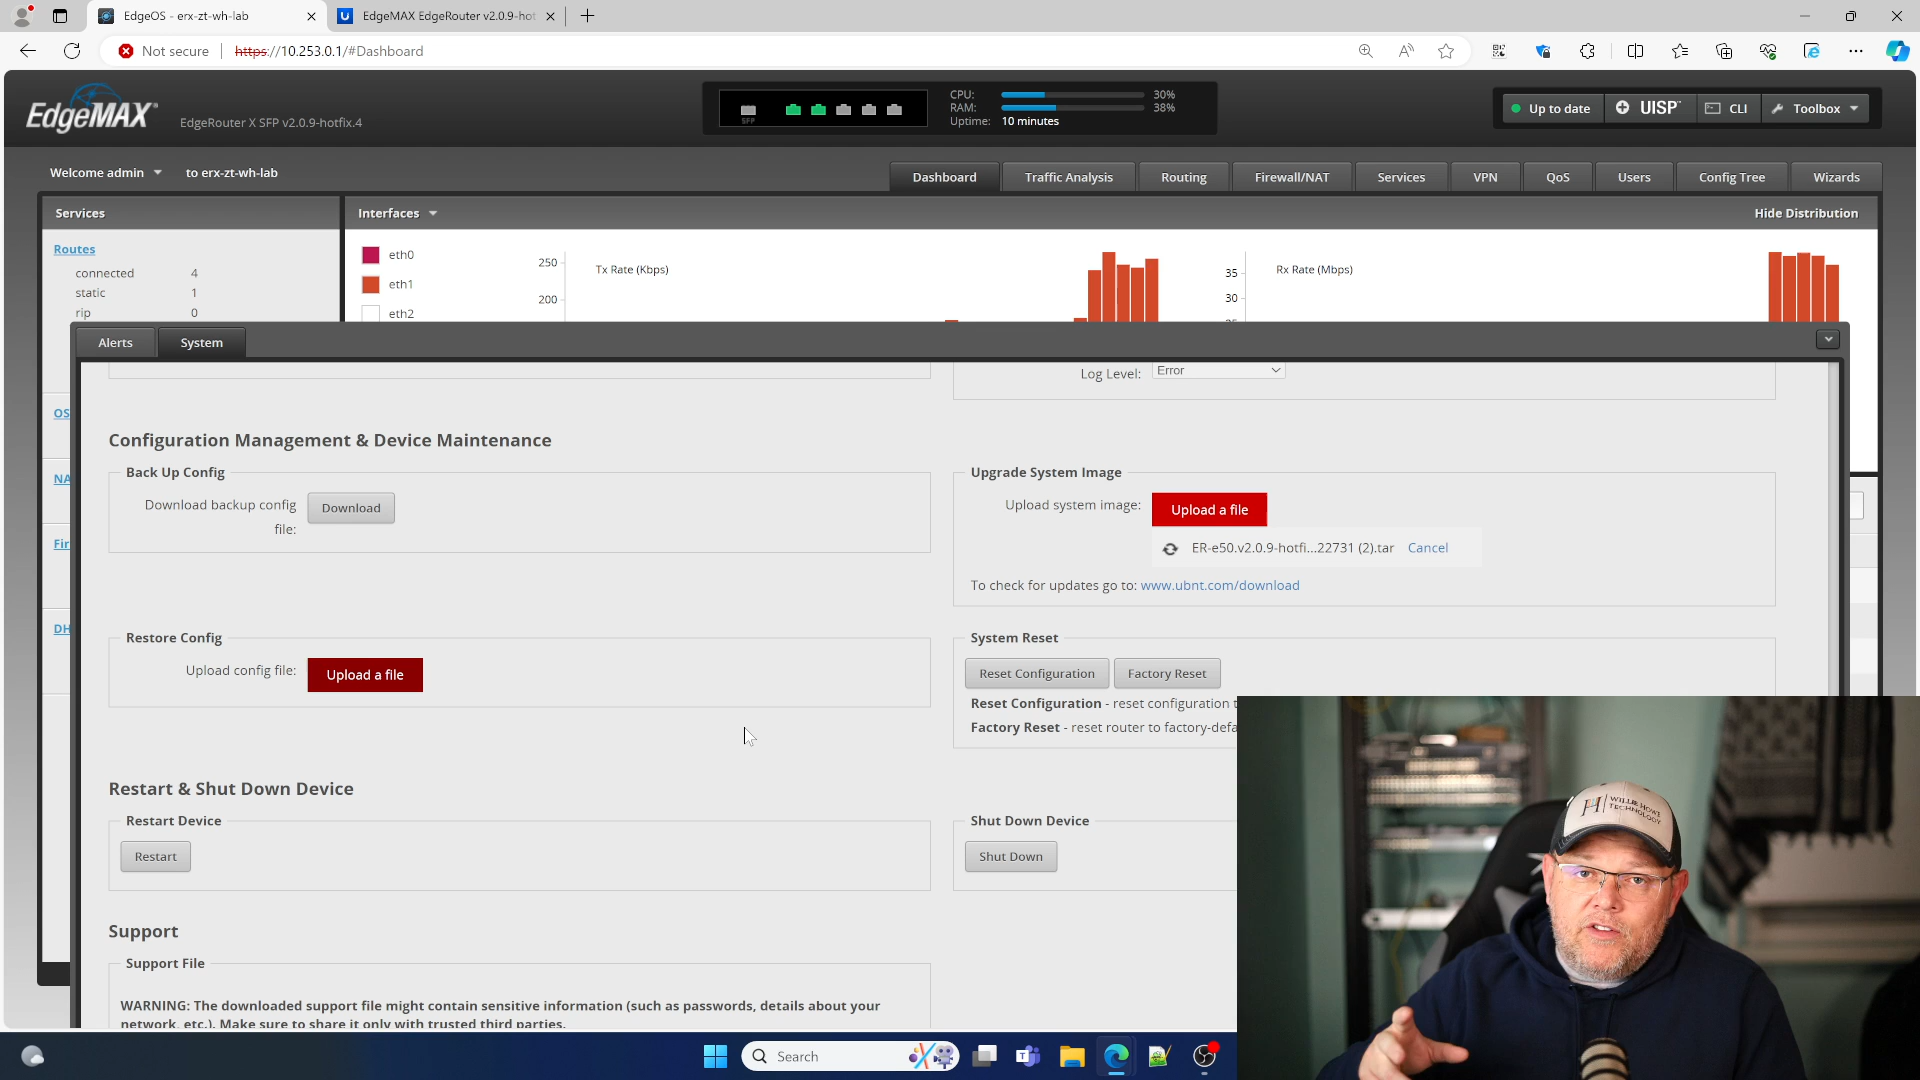 EdgeOS - erx-zt-wh-lab
EdgeMAX EdgeRouter v2.0.9-hot
Not secure
https://10.253.0.1/#Dashboard
EdgeMAX
EdgeRouter X SFP v2.0.9-hotfix.4
SFP
CPU: 30%
RAM: 38%
Uptime: 10 minutes
Up to date
UISP
CLI
Toolbox
Welcome admin
to erx-zt-wh-lab
Dashboard
Traffic Analysis
Routing
Firewall/NAT
Services
VPN
QoS
Users
Config Tree
Wizards
Services
Interfaces
Hide Distribution
Routes
connected 4
static 1
rip 0
OS
NA
Fir
DH
eth0
eth1
eth2
250
200
Tx Rate (Kbps)
35
30
Rx Rate (Mbps)
Alerts
System
Log Level: Error
Configuration Management & Device Maintenance
Back Up Config
Download backup config
file:
Download
Upgrade System Image
Upload system image:
Upload a file
ER-e50.v2.0.9-hotfi...22731 (2).tar Cancel
To check for updates go to: www.ubnt.com/download
Restore Config
Upload config file:
Upload a file
System Reset
Reset Configuration
Factory Reset
Reset Configuration - reset configuration t
Factory Reset - reset router to factory-defa
Restart & Shut Down Device
Restart Device
Restart
Shut Down Device
Shut Down
Support
Support File
WARNING: The downloaded support file might contain sensitive information (such as passwords, details about your
network, etc.). Make sure to share it only with trusted third parties.
Search
WILLIE HOWE
TECHNOLOGY